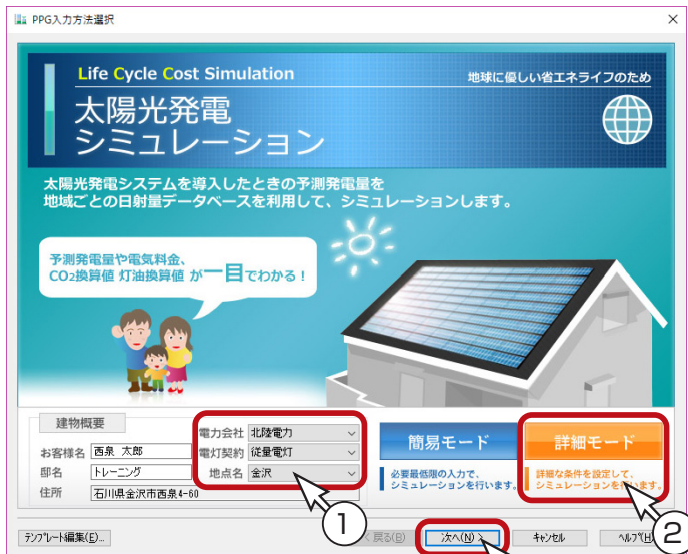 PPG入力方法選択
Life Cycle Cost Simulation
地球に優しい省エネライフのため
太陽光発電
シミュレーション
太陽光発電システムを導入したときの予測発電量を
地域ごとの日射量データベースを利用して、シミュレーションします。
予測発電量や電気料金、
CO2換算値 灯油換算値 が一目でわかる！
建物概要
お客様名 西泉 太郎
邸名 トレーニング
住所 石川県金沢市西泉4-60
電力会社 北陸電力
電灯契約 従量電灯
地点名 金沢
簡易モード
必要最低限の入力で、
シミュレーションを行います。
詳細モード
詳細な条件を設定して、
シミュレーションを行います。
1
2
テンプレート編集(E)...
< 戻る(B)
次へ(N) >
キャンセル
ヘルプ(H)